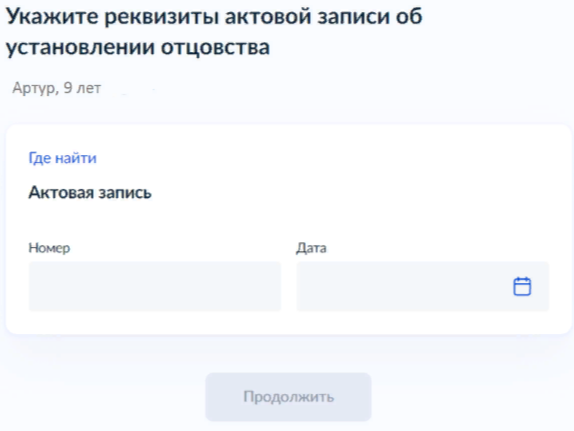 Укажите реквизиты актовой записи об
установлении отцовства
Артур, 9 лет
Где найти
Актовая запись
Номер
Дата
Продолжить